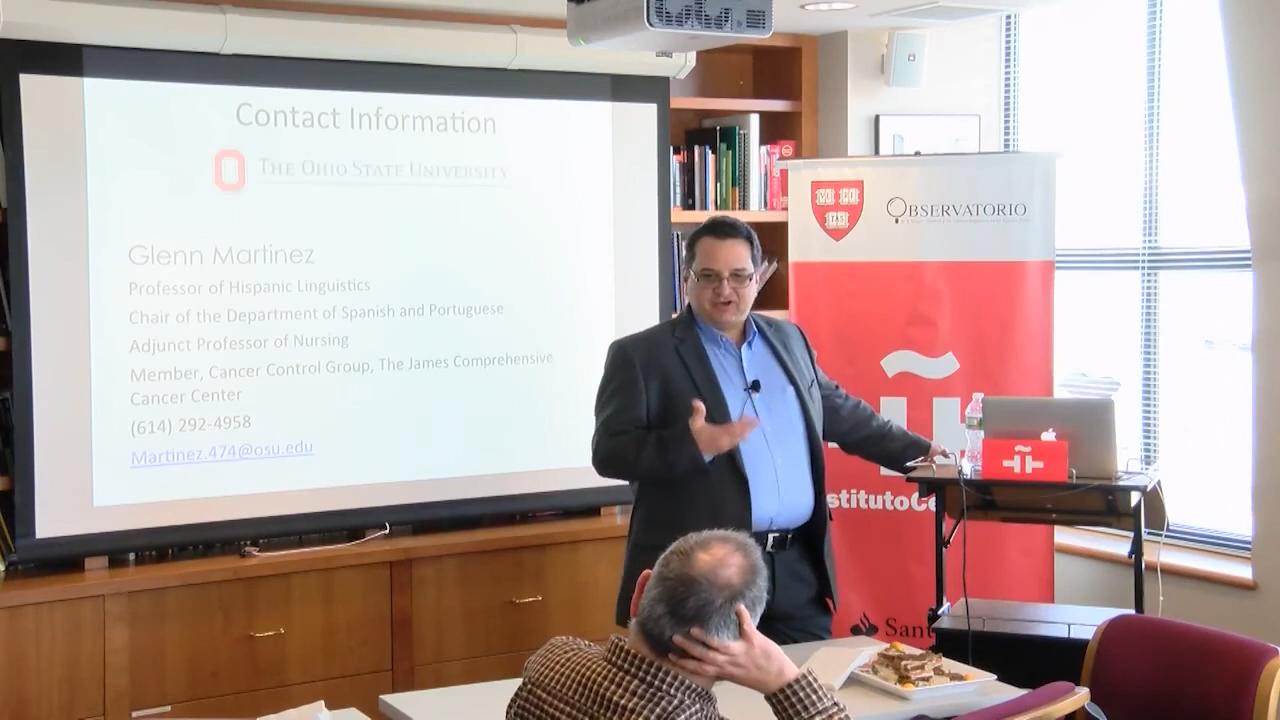 Contact Information
THE OHIO STATE UNIVERSITY
Glenn Martinez
Professor of Hispanic Linguistics
Chair of the Department of Spanish and Portuguese
Adjunct Professor of Nursing
Member, Cancer Control Group, The James Comprehensive
Cancer Center
(614) 292-4958
Martinez.474@osu.edu
OBSERVATORIO
stitutoCe
Sant